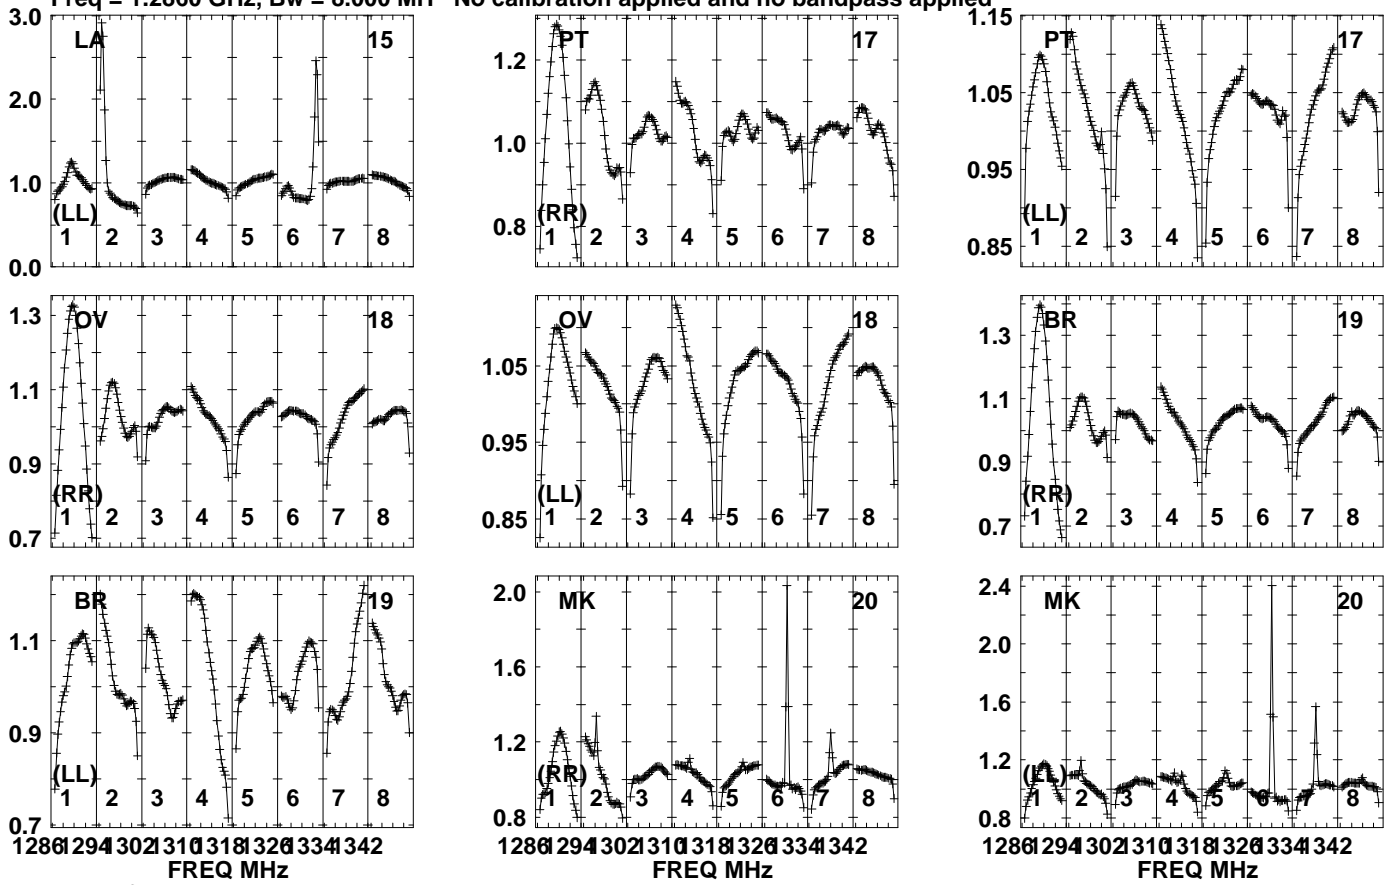 Freq = 1.2860 GHz, Bw = 8.000 MH No calibration applied and no bandpass applied
3.0 2.0 1.0 0.0 LA 15 (LL) 1 2 3 4 5 6 7 8
1.2 1.0 0.8 PT 17 (RR) 1 2 3 4 5 6 7 8
1.15 1.05 0.95 0.85 PT 17 (LL) 1 2 3 4 5 6 7 8
1.3 1.1 0.9 0.7 OV 18 (RR) 1 2 3 4 5 6 7 8
1.05 0.95 0.85 OV 18 (LL) 1 2 3 4 5 6 7 8
1.3 1.1 0.9 0.7 BR 19 (RR) 1 2 3 4 5 6 7 8
1.1 0.9 0.7 BR 19 (LL) 1 2 3 4 5 6 7 8
2.0 1.6 1.2 0.8 MK 20 (RR) 1 2 3 4 5 6 7 8
2.4 2.0 1.6 1.2 0.8 MK 20 (LL) 1 2 3 4 5 6 7 8
1286 1294 1302 1310 1318 1326 1334 1342
FREQ MHz
1286 1294 1302 1310 1318 1326 1334 1342
FREQ MHz
1286 1294 1302 1310 1318 1326 1334 1342
FREQ MHz